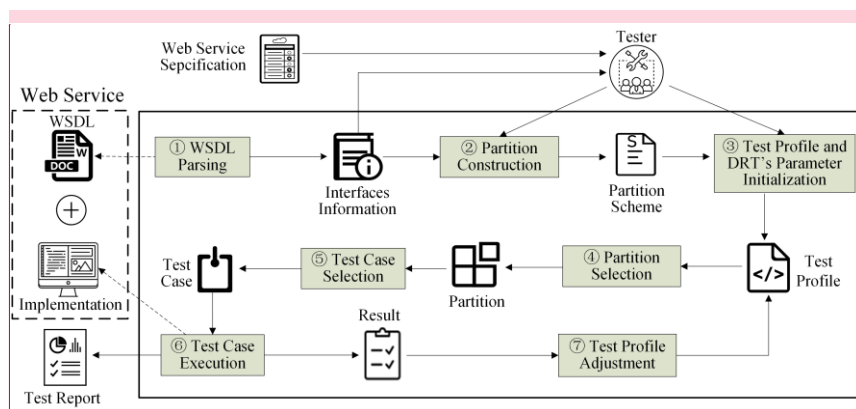 Web Service
Sepcification
Tester
Web Service
WSDL
W
DOC
① WSDL
Parsing
Interfaces
Information
② Partition
Construction
S
Partition
Scheme
③ Test Profile and
DRT's Parameter
Initialization
Implementation
Test
Case
⑤ Test Case
Selection
Partition
④ Partition
Selection
</>
Test
Profile
Test Report
⑥ Test Case
Execution
Result
⑦ Test Profile
Adjustment